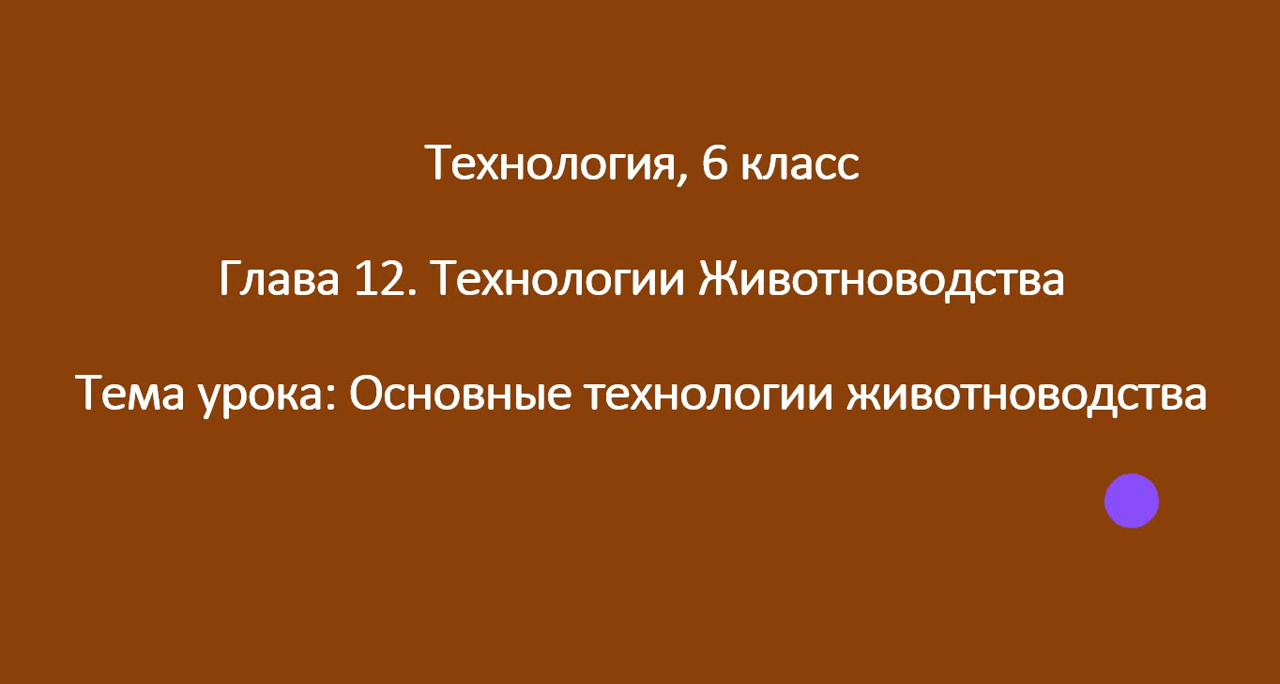 Технология, 6 класс
Глава 12. Технологии Животноводства
Тема урока: Основные технологии животноводства